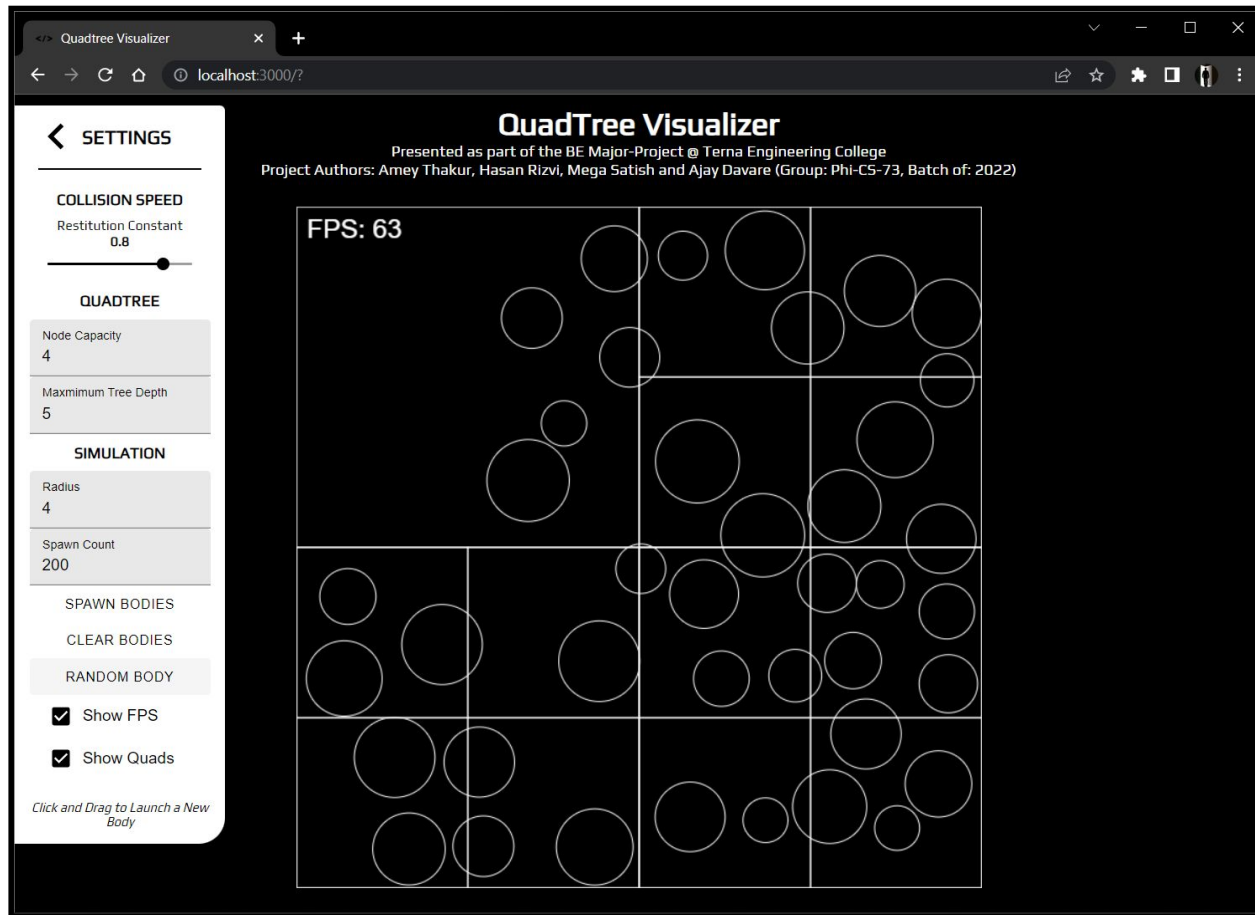 Quadtree Visualizer
localhost:3000/?
SETTINGS
COLLISION SPEED
Restitution Constant
0.8
QUADTREE
Node Capacity
4
Maxmimum Tree Depth
5
SIMULATION
Radius
4
Spawn Count
200
SPAWN BODIES
CLEAR BODIES
RANDOM BODY
Show FPS
Show Quads
Click and Drag to Launch a New
Body
QuadTree Visualizer
Presented as part of the BE Major-Project @ Terna Engineering College
Project Authors: Amey Thakur, Hasan Rizvi, Mega Satish and Ajay Davare (Group: Phi-CS-73, Batch of: 2022)
FPS: 63